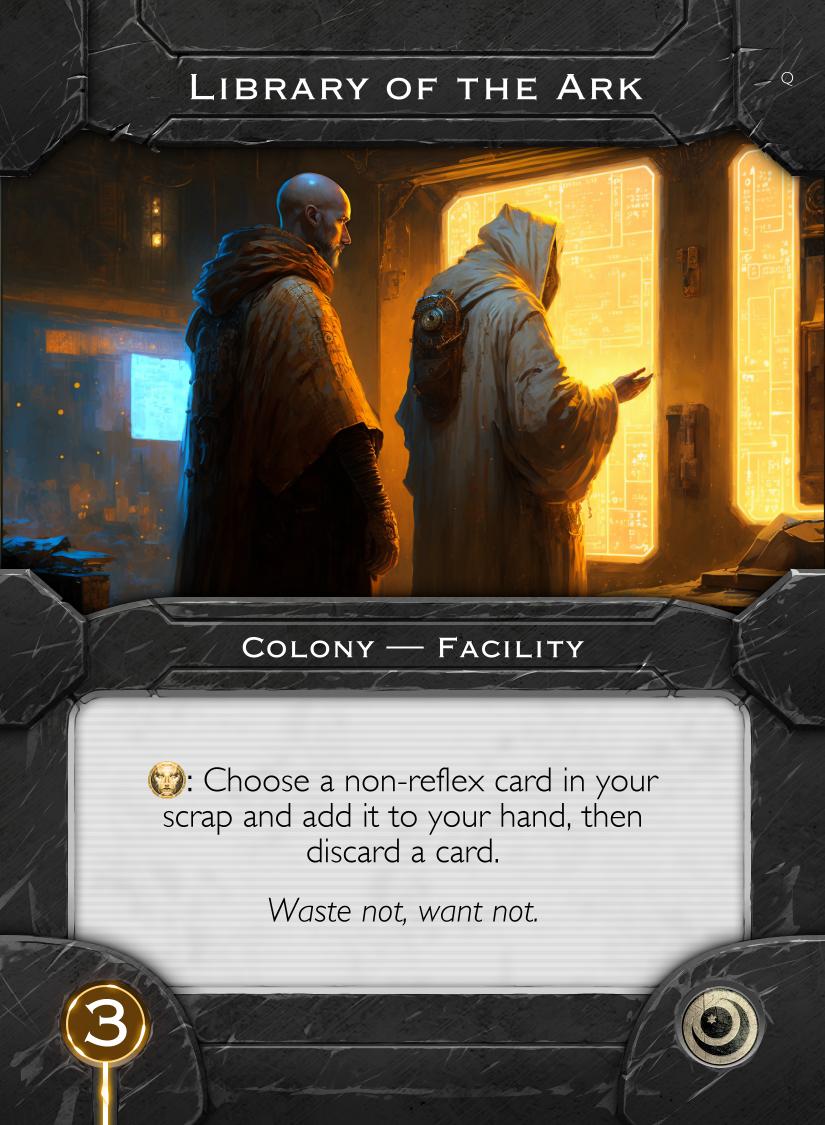 Library of the Ark
Q
Colony — Facility
: Choose a non-reflex card in your
scrap and add it to your hand, then
discard a card.
Waste not, want not.
3